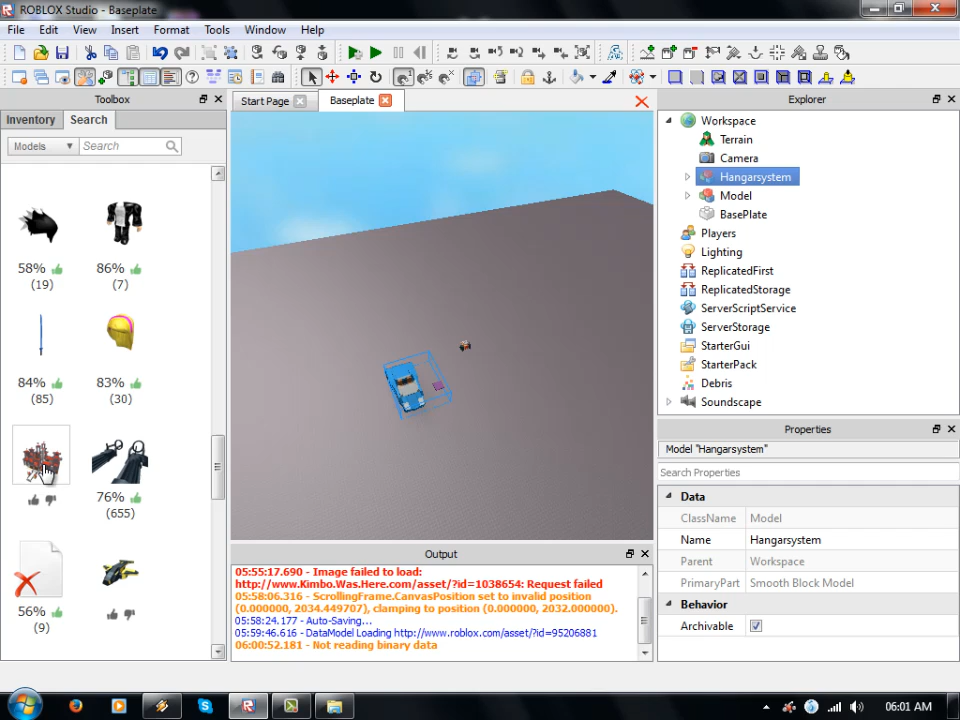 ROBLOX Studio - Baseplate
File Edit View Insert Format Tools Window Help
Toolbox
Start Page
Baseplate
Explorer
Inventory
Search
Models
Search
58%
(19)
86%
(7)
84%
(85)
83%
(30)
76%
(655)
56%
(9)
Workspace
Terrain
Camera
Hangarsystem
Model
BasePlate
Players
Lighting
ReplicatedFirst
ReplicatedStorage
ServerScriptService
ServerStorage
StarterGui
StarterPack
Debris
Soundscape
Properties
Model "Hangarsystem"
Search Properties
Data
ClassName Model
Name Hangarsystem
Parent Workspace
PrimaryPart Smooth Block Model
Behavior
Archivable
Output
05:55:17.690 - Image failed to load:
http://www.Kimbo.Was.Here.com/asset/?id=1038654: Request failed
05:58:06.316 - ScrollingFrame.CanvasPosition set to invalid position
(0.000000, 2034.449707), clamping to position (0.000000, 2032.000000).
05:58:24.177 - Auto-Saving...
05:59:46.616 - DataModel Loading http://www.roblox.com/asset/?id=95206881
06:00:52.181 - Not reading binary data
06:01 AM